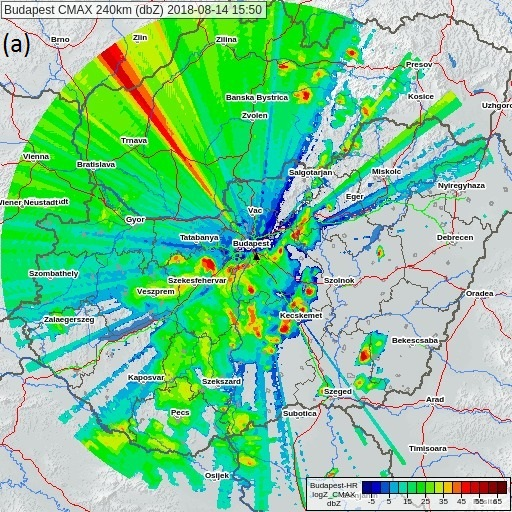 Budapest CMAX 240km (dbZ) 2018-08-14 15:50
(a)
Brno
Zlin
Zilina
Presov
Kosice
Banska Bystrica
Uzhgoro
Zvolen
Trnava
Vienna
Bratislava
Salgotarjan
Miskolc
Nyiregyhaza
Eger
Wiener Neustadt
Gyor
Vac
Tatabanya
Budapest
Debrecen
Szombathely
Szekesfehervar
Szolnok
Veszprem
Oradea
Zalaegerszeg
Kecskemet
Bekescsaba
Kaposvar
Szekszard
Szeged
Arad
Pecs
Subotica
Timisoara
Osijek
Budapest-HR
logZ_CMAX
dbZ
-5 5 15 25 35 45 55 65